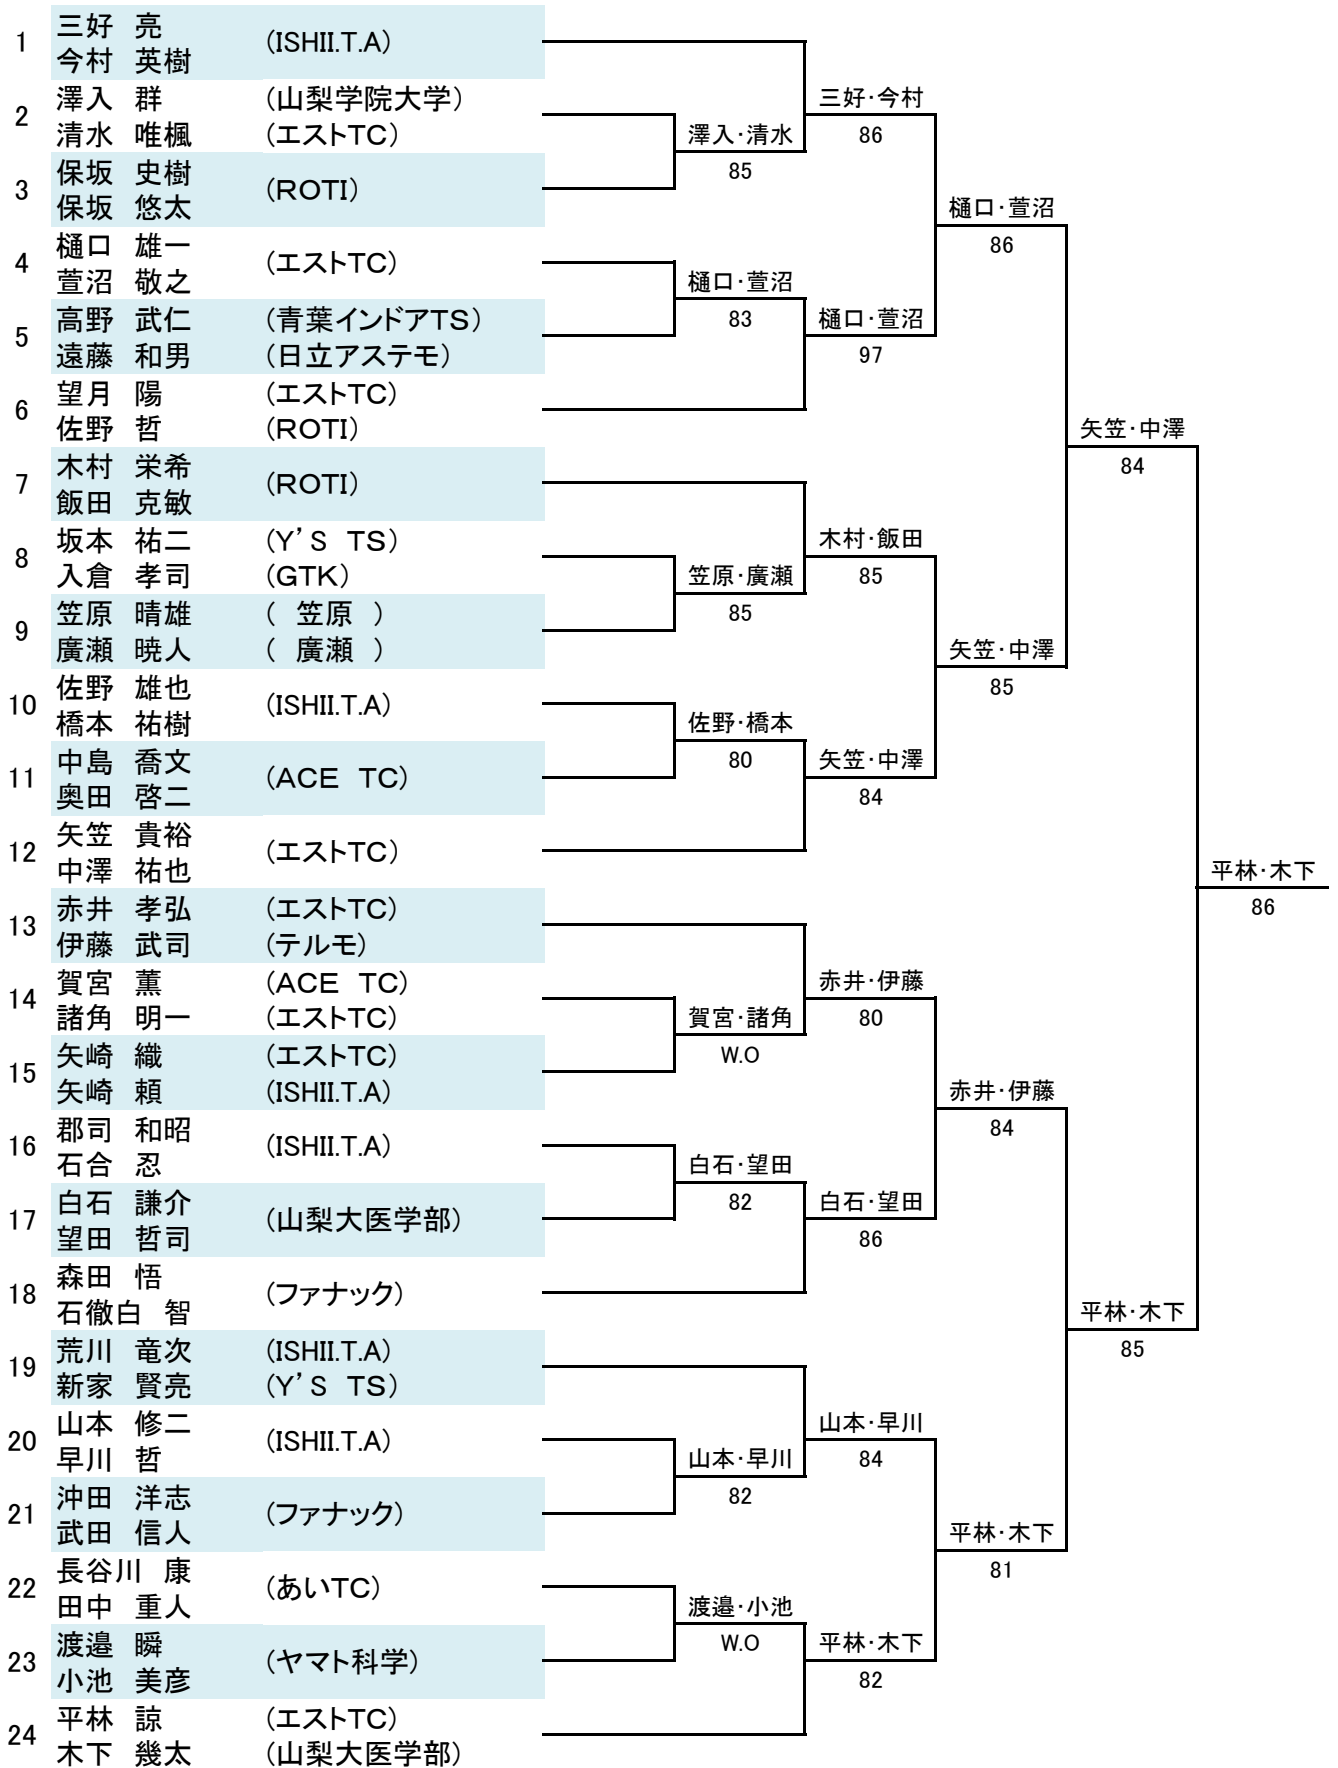 1
三好　亮
今村　英樹
(ISHII.T.A)
2
澤入　群
(山梨学院大学)
清水　唯楓
(エストTC)
3
保坂　史樹
保坂　悠太
(ROTI)
4
樋口　雄一
萱沼　敬之
(エストTC)
5
高野　武仁
(青葉インドアTS)
遠藤　和男
(日立アステモ)
6
望月　陽
(エストTC)
佐野　哲
(ROTI)
7
木村　栄希
飯田　克敏
(ROTI)
8
坂本　祐二
(Y'S　TS)
入倉　孝司
(GTK)
9
笠原　晴雄
(　笠原　)
廣瀬　暁人
(　廣瀬　)
10
佐野　雄也
橋本　祐樹
(ISHII.T.A)
11
中島　喬文
奥田　啓二
(ACE　TC)
12
矢笠　貴裕
中澤　祐也
(エストTC)
13
赤井　孝弘
(エストTC)
伊藤　武司
(テルモ)
14
賀宮　薫
(ACE　TC)
諸角　明一
(エストTC)
15
矢崎　織
(エストTC)
矢崎　頼
(ISHII.T.A)
16
郡司　和昭
石合　忍
(ISHII.T.A)
17
白石　謙介
望田　哲司
(山梨大医学部)
18
森田　悟
石徹白　智
(ファナック)
19
荒川　竜次
(ISHII.T.A)
新家　賢亮
(Y'S　TS)
20
山本　修二
早川　哲
(ISHII.T.A)
21
沖田　洋志
武田　信人
(ファナック)
22
長谷川　康
田中　重人
(あいTC)
23
渡邉　瞬
小池　美彦
(ヤマト科学)
24
平林　諒
(エストTC)
木下　幾太
(山梨大医学部)
澤入・清水
85
樋口・萱沼
83
笠原・廣瀬
85
佐野・橋本
80
賀宮・諸角
W.O
白石・望田
82
山本・早川
82
渡邉・小池
W.O
三好・今村
86
樋口・萱沼
97
木村・飯田
85
矢笠・中澤
84
赤井・伊藤
80
白石・望田
86
山本・早川
84
平林・木下
82
樋口・萱沼
86
矢笠・中澤
85
赤井・伊藤
84
平林・木下
81
矢笠・中澤
84
平林・木下
85
平林・木下
86